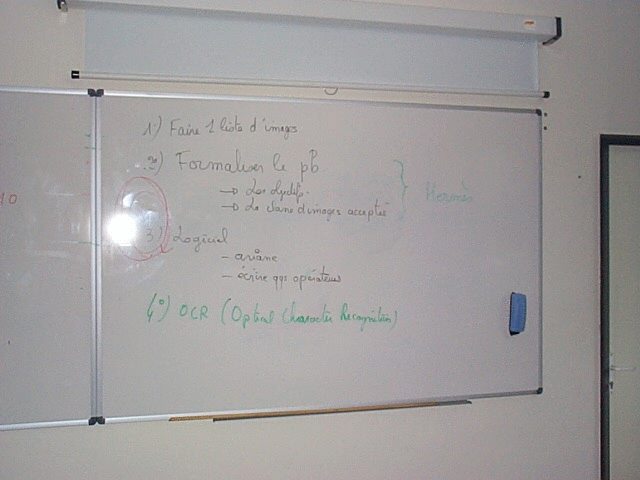 1°) Faire 1 liste d'images
2°) Formaliser le pb.
→ Les objectifs.
→ La classe d'images acceptée
Hermès
3°) Logiciel
- ariane
- écrire qqs opérateurs
4°) OCR (Optical Character Recognition)